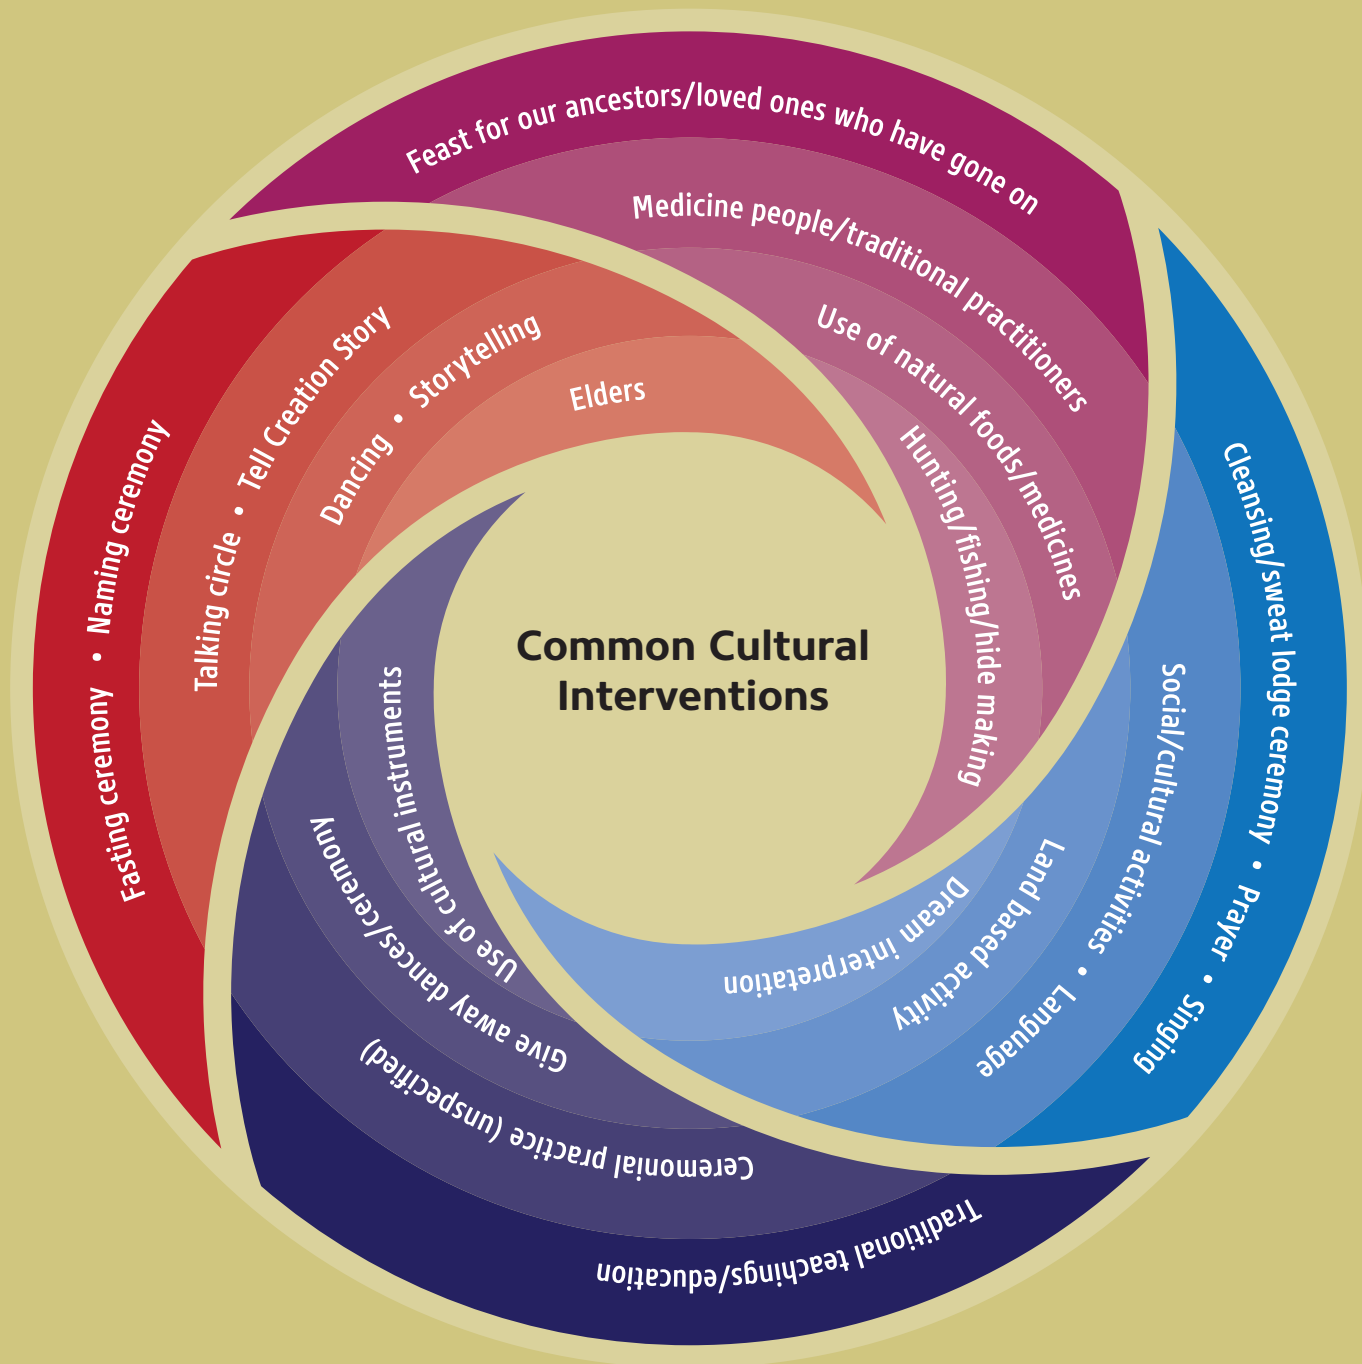 Common Cultural
Interventions
Feast for our ancestors/loved ones who have gone on
Medicine people/traditional practitioners
Use of natural foods/medicines
Hunting/fishing/hide making
Cleansing/sweat lodge ceremony • Prayer • Singing
Social/cultural activities • Language
Land based activity
Dream interpretation
Traditional teachings/education
Ceremonial practice (unspecified)
Give away dances/ceremony
Use of cultural instruments
Fasting ceremony • Naming ceremony
Talking circle • Tell Creation Story
Dancing • Storytelling
Elders